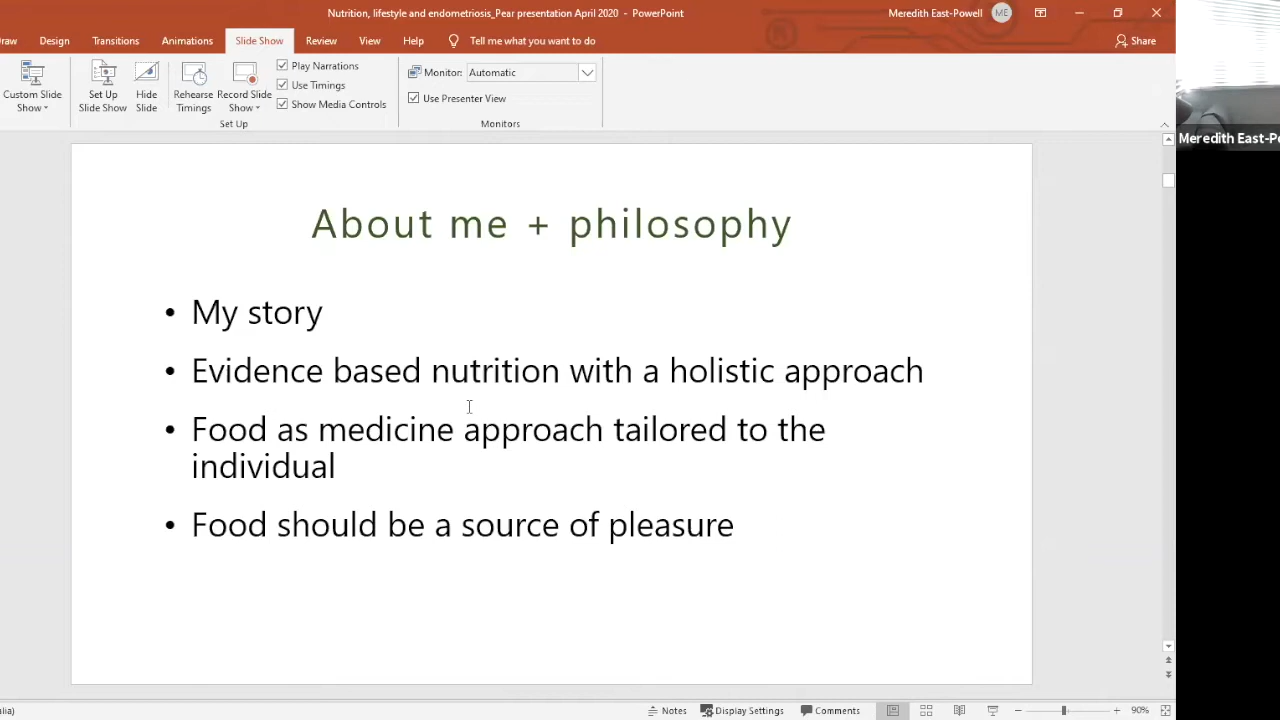 Nutrition, lifestyle and endometriosis_Pear presentation April 2020 - PowerPoint
Meredith East-Powell
ME
raw
Design
Transitions
Animations
Slide Show
Review
View
Help
Tell me what you want to do
Share
Custom Slide
Show
Set Up
Slide Show
Hide
Slide
Rehearse
Timings
Record Slide
Show
Play Narrations
Use Timings
Show Media Controls
Set Up
Monitor:
Automatic
Use Presenter View
Monitors
Meredith East-Po
About me + philosophy
• My story
• Evidence based nutrition with a holistic approach
• Food as medicine approach tailored to the
individual
• Food should be a source of pleasure
lia)
Notes
Display Settings
Comments
90%